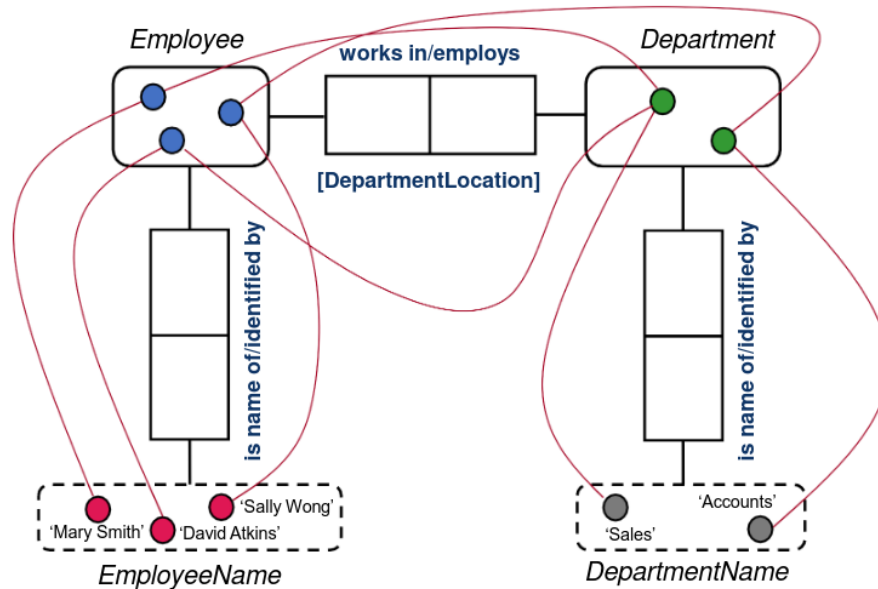 Employee
works in/employs
Department
[DepartmentLocation]
is name of/identified by
is name of/identified by
‘Sally Wong’
‘Mary Smith’
‘David Atkins’
‘Accounts’
‘Sales’
EmployeeName
DepartmentName